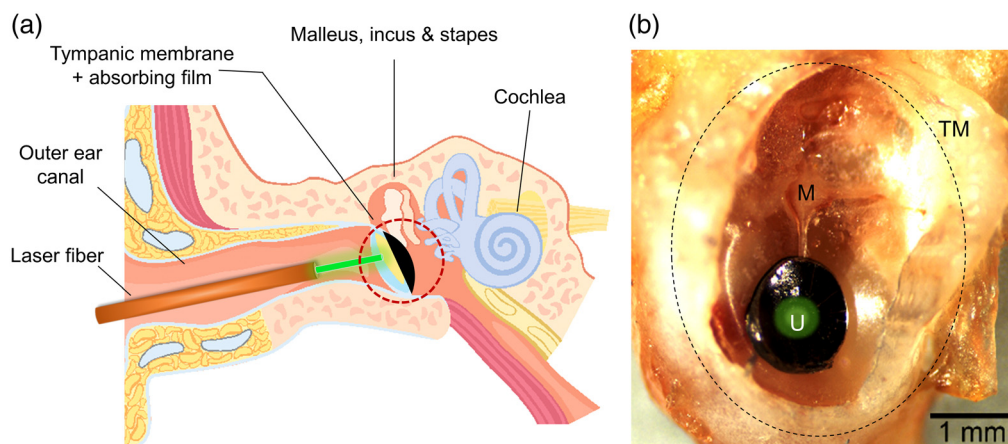 (a)
Malleus, incus & stapes
Tympanic membrane
+ absorbing film
Cochlea
Outer ear
canal
Laser fiber
(b)
TM
M
U
1 mm